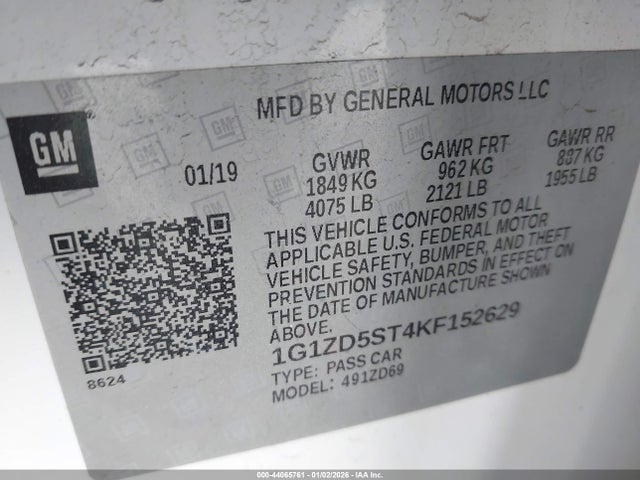 MFD BY GENERAL MOTORS LLC
GM
01/19
GVWR GAWR FRT GAWR RR
1849 KG 962 KG 887 KG
4075 LB 2121 LB 1955 LB
THIS VEHICLE CONFORMS TO ALL
APPLICABLE U.S. FEDERAL MOTOR
VEHICLE SAFETY, BUMPER, AND THEFT
PREVENTION STANDARDS IN EFFECT ON
THE DATE OF MANUFACTURE SHOWN
ABOVE.
1G1ZD5ST4KF152629
TYPE: PASS CAR
MODEL: 491ZD69
8624
000-44065761 - 01/02/2026 - IAA Inc.